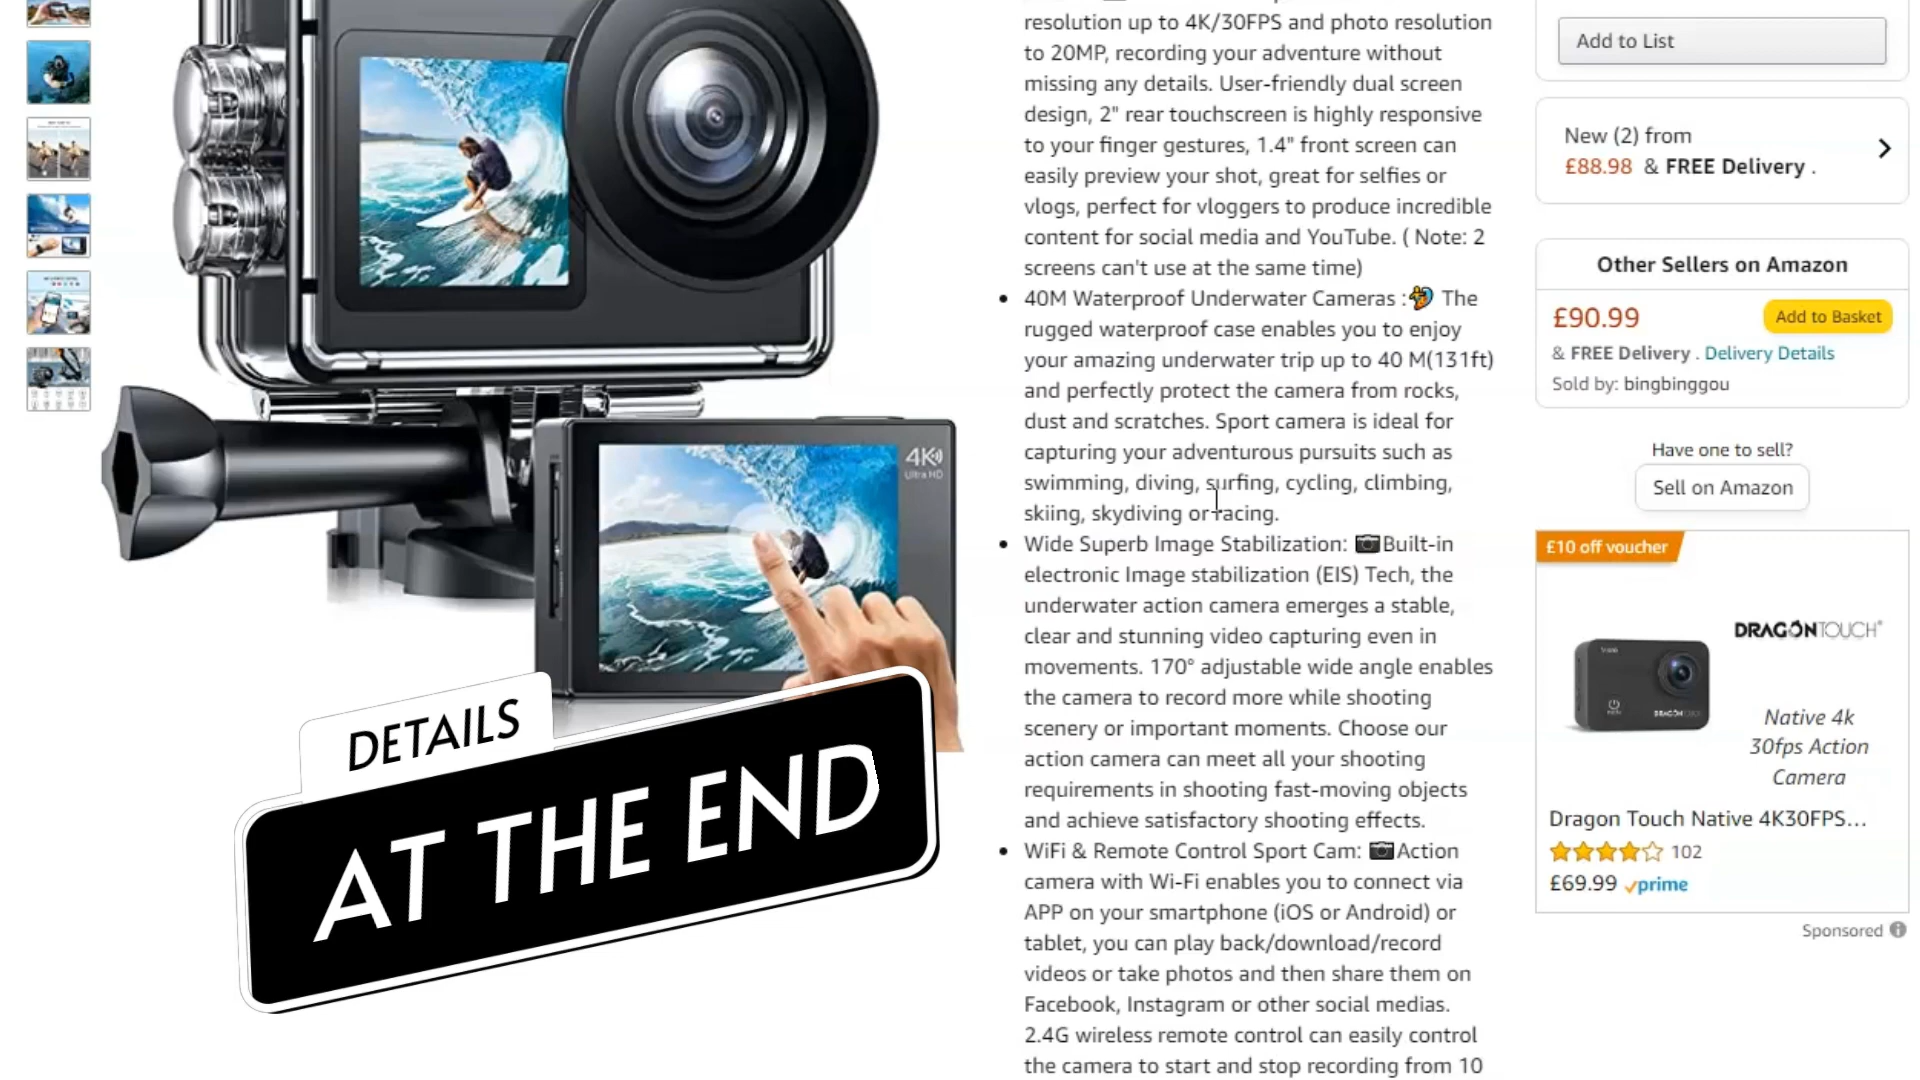 resolution up to 4K/30FPS and photo resolution
to 20MP, recording your adventure without
missing any details. User-friendly dual screen
design, 2" rear touchscreen is highly responsive
to your finger gestures, 1.4" front screen can
easily preview your shot, great for selfies or
vlogs, perfect for vloggers to produce incredible
content for social media and YouTube. ( Note: 2
screens can't use at the same time)
40M Waterproof Underwater Cameras : The
rugged waterproof case enables you to enjoy
your amazing underwater trip up to 40 M(131ft)
and perfectly protect the camera from rocks,
dust and scratches. Sport camera is ideal for
capturing your adventurous pursuits such as
swimming, diving, surfing, cycling, climbing,
skiing, skydiving or racing.
Wide Superb Image Stabilization: Built-in
electronic Image stabilization (EIS) Tech, the
underwater action camera emerges a stable,
clear and stunning video capturing even in
movements. 170° adjustable wide angle enables
the camera to record more while shooting
scenery or important moments. Choose our
action camera can meet all your shooting
requirements in shooting fast-moving objects
and achieve satisfactory shooting effects.
WiFi & Remote Control Sport Cam: Action
camera with Wi-Fi enables you to connect via
APP on your smartphone (iOS or Android) or
tablet, you can play back/download/record
videos or take photos and then share them on
Facebook, Instagram or other social medias.
2.4G wireless remote control can easily control
the camera to start and stop recording from 10
4K
Ultra HD
DETAILS
AT THE END
Add to List
New (2) from
£88.98 & FREE Delivery .
Other Sellers on Amazon
£90.99
Add to Basket
& FREE Delivery . Delivery Details
Sold by: bingbinggou
Have one to sell?
Sell on Amazon
£10 off voucher
DRAGONTOUCH
Native 4k
30fps Action
Camera
Dragon Touch Native 4K30FPS...
102
£69.99 prime
Sponsored